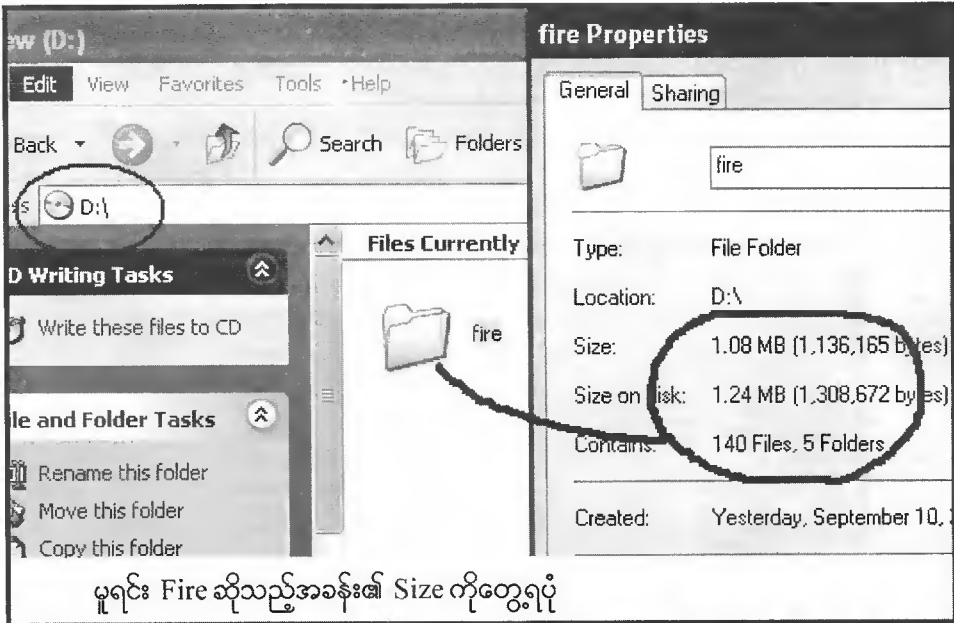 ew (D:)
Edit View Favorites Tools Help
Back Search Folders
ss D:\
D Writing Tasks
Write these files to CD
ile and Folder Tasks
Rename this folder
Move this folder
Copy this folder
Files Currently
fire
fire Properties
General Sharing
fire
Type: File Folder
Location: D:\
Size: 1.08 MB (1,136,165 bytes)
Size on disk: 1.24 MB (1,308,672 bytes)
Contains: 140 Files, 5 Folders
Created: Yesterday, September 10,
မူရင်း Fire ဆိုသည့်အခန်း၏ Size ကိုတွေ့ရပုံ